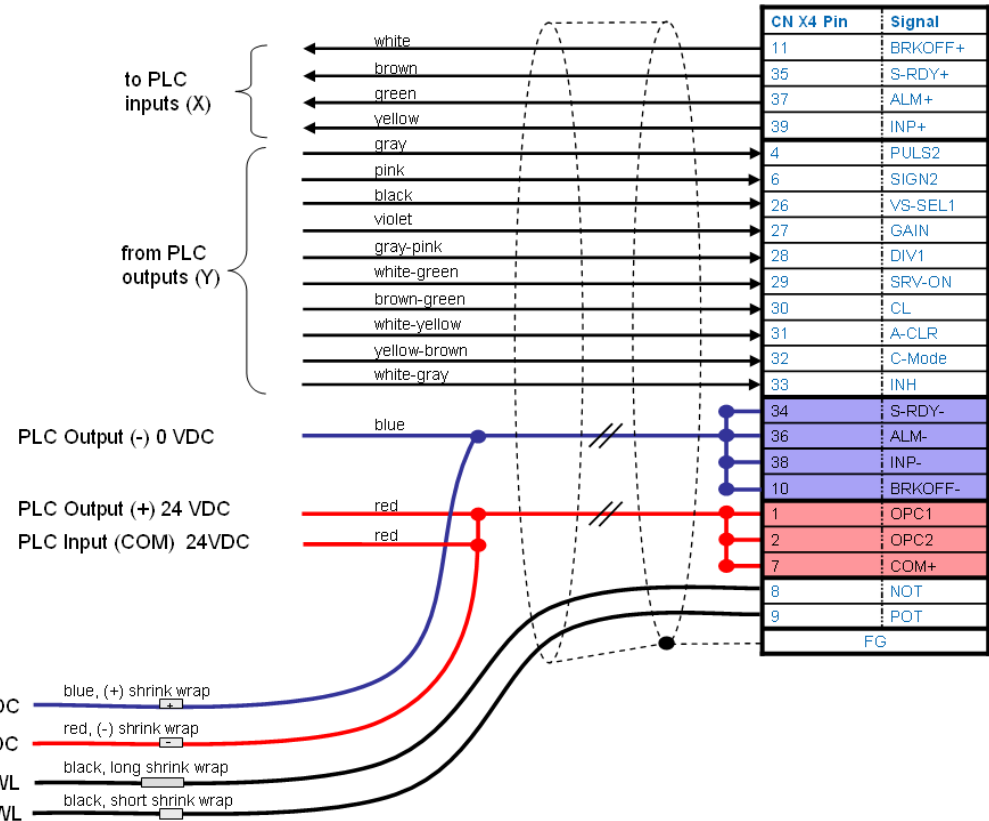 CN X4 Pin Signal
white 11 BRKOFF+
brown 35 S-RDY+
to PLC
inputs (X)
green 37 ALM+
yellow 39 INP+
gray 4 PULS2
pink 6 SIGN2
black 26 VS-SEL1
violet 27 GAIN
from PLC
outputs (Y)
gray-pink 28 DIV1
white-green 29 SRV-ON
brown-green 30 CL
white-yellow 31 A-CLR
yellow-brown 32 C-Mode
white-gray 33 INH
34 S-RDY-
PLC Output (-) 0 VDC blue 36 ALM-
38 INP-
10 BRKOFF-
PLC Output (+) 24 VDC red 1 OPC1
PLC Input (COM) 24VDC red 2 OPC2
7 COM+
8 NOT
9 POT
FG
DC blue, (+) shrink wrap
+
DC red, (-) shrink wrap
-
WL black, long shrink wrap
WL black, short shrink wrap